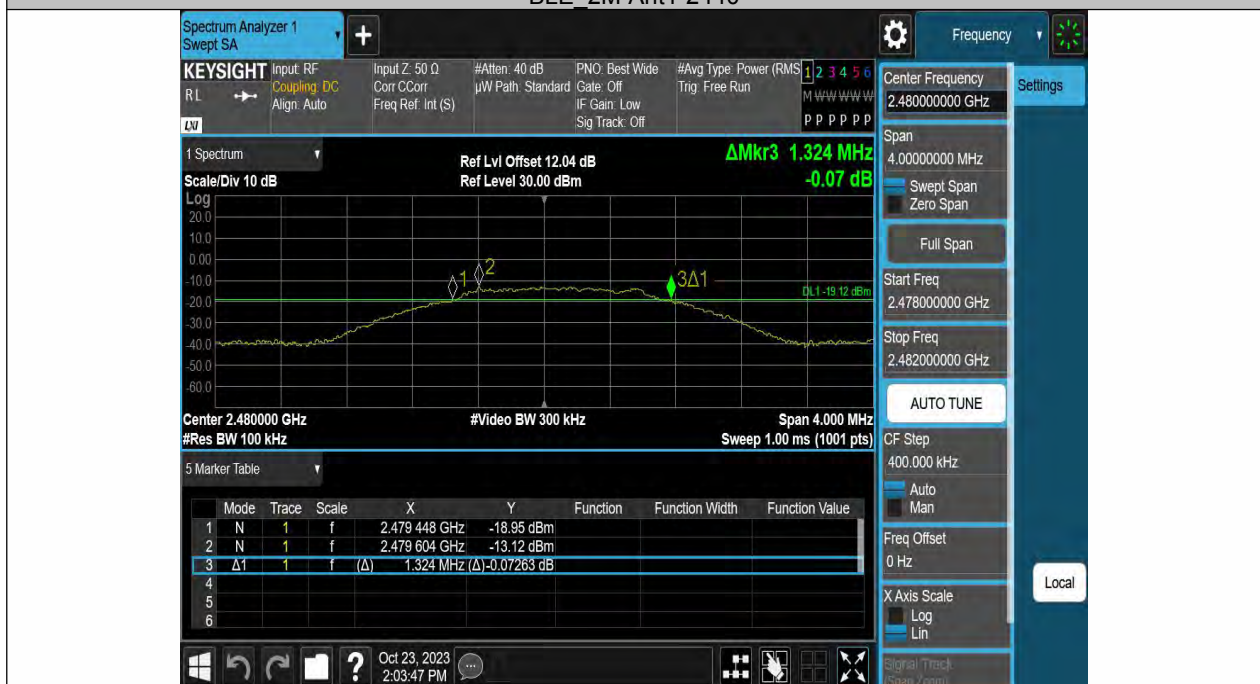 Spectrum Analyzer 1
Swept SA
+
Frequency
KEYSIGHT
RL
LXI
Input: RF
Coupling: DC
Align: Auto
Input Z: 50 Ω
Corr CCorr
Freq Ref: Int (S)
#Atten: 40 dB
µW Path: Standard
PNO: Best Wide
Gate: Off
IF Gain: Low
Sig Track: Off
#Avg Type: Power (RMS
Trig: Free Run
1 2 3 4 5 6
M W W W W W
P P P P P P
Center Frequency
2.480000000 GHz
Settings
Span
4.00000000 MHz
Swept Span
Zero Span
Full Span
Start Freq
2.478000000 GHz
Stop Freq
2.482000000 GHz
AUTO TUNE
CF Step
400.000 kHz
Auto
Man
Freq Offset
0 Hz
X Axis Scale
Log
Lin
Signal Track
(Span Zoom)
Local
1 Spectrum
Scale/Div 10 dB
Log
Ref Lvl Offset 12.04 dB
Ref Level 30.00 dBm
ΔMkr3 1.324 MHz
-0.07 dB
20.0
10.0
0.00
-10.0
-20.0
-30.0
-40.0
-50.0
-60.0
1
2
3Δ1
DL1 -19.12 dBm
Center 2.480000 GHz
#Res BW 100 kHz
#Video BW 300 kHz
Span 4.000 MHz
Sweep 1.00 ms (1001 pts)
5 Marker Table
Mode Trace Scale X Y Function Function Width Function Value
1 N 1 f 2.479 448 GHz -18.95 dBm
2 N 1 f 2.479 604 GHz -13.12 dBm
3 Δ1 1 f (Δ) 1.324 MHz (Δ) -0.07263 dB
4
5
6
?
Oct 23, 2023
2:03:47 PM